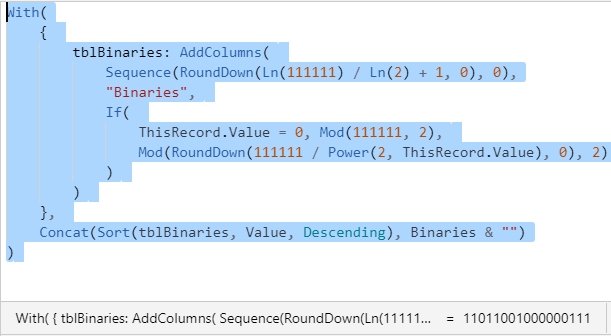 With(
    {
        tblBinaries: AddColumns(
            Sequence(RoundDown(Ln(111111) / Ln(2) + 1, 0), 0),
            "Binaries",
            If(
                ThisRecord.Value = 0, Mod(111111, 2),
                Mod(RoundDown(111111 / Power(2, ThisRecord.Value), 0), 2)
            )
        )
    },
    Concat(Sort(tblBinaries, Value, Descending), Binaries & "")
)
With( { tblBinaries: AddColumns( Sequence(RoundDown(Ln(11111... = 11011001000000111